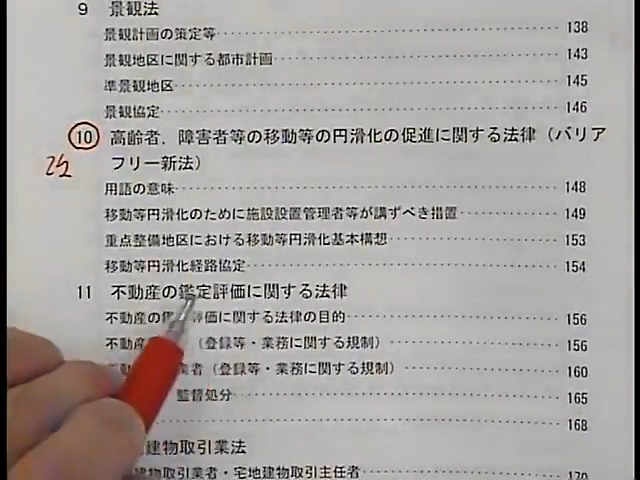 9 景観法
景観計画の策定等 138
景観地区に関する都市計画 143
準景観地区 145
景観協定 146
10 高齢者，障害者等の移動等の円滑化の促進に関する法律（バリア
フリー新法）
用語の意味 148
移動等円滑化のために施設設置管理者等が講ずべき措置 149
重点整備地区における移動等円滑化基本構想 153
移動等円滑化経路協定 154
11 不動産の鑑定評価に関する法律
不動産の鑑 評価に関する法律の目的 156
不動産 （登録等・業務に関する規制） 156
業者（登録等・業務に関する規制） 160
監督処分 165
168
建物取引業法
建物取引業者・宅地建物取引主任者 170